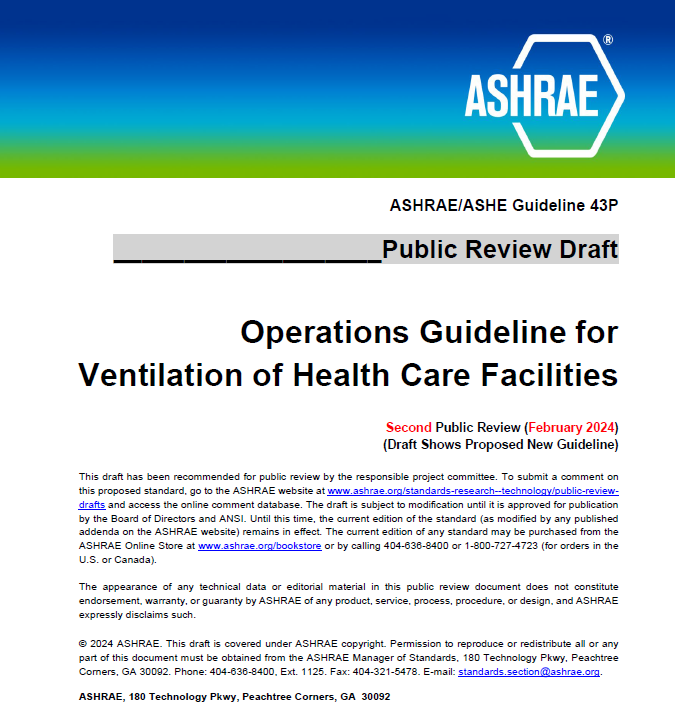 ASHRAE®
ASHRAE/ASHE Guideline 43P
___________________Public Review Draft
Operations Guideline for
Ventilation of Health Care Facilities
Second Public Review (February 2024)
(Draft Shows Proposed New Guideline)
This draft has been recommended for public review by the responsible project committee. To submit a comment on
this proposed standard, go to the ASHRAE website at www.ashrae.org/standards-research--technology/public-review-
drafts and access the online comment database. The draft is subject to modification until it is approved for publication
by the Board of Directors and ANSI. Until this time, the current edition of the standard (as modified by any published
addenda on the ASHRAE website) remains in effect. The current edition of any standard may be purchased from the
ASHRAE Online Store at www.ashrae.org/bookstore or by calling 404-636-8400 or 1-800-727-4723 (for orders in the
U.S. or Canada).
The appearance of any technical data or editorial material in this public review document does not constitute
endorsement, warranty, or guaranty by ASHRAE of any product, service, process, procedure, or design, and ASHRAE
expressly disclaims such.
© 2024 ASHRAE. This draft is covered under ASHRAE copyright. Permission to reproduce or redistribute all or any
part of this document must be obtained from the ASHRAE Manager of Standards, 180 Technology Pkwy, Peachtree
Corners, GA 30092. Phone: 404-636-8400, Ext. 1125. Fax: 404-321-5478. E-mail: standards.section@ashrae.org.
ASHRAE, 180 Technology Pkwy, Peachtree Corners, GA 30092